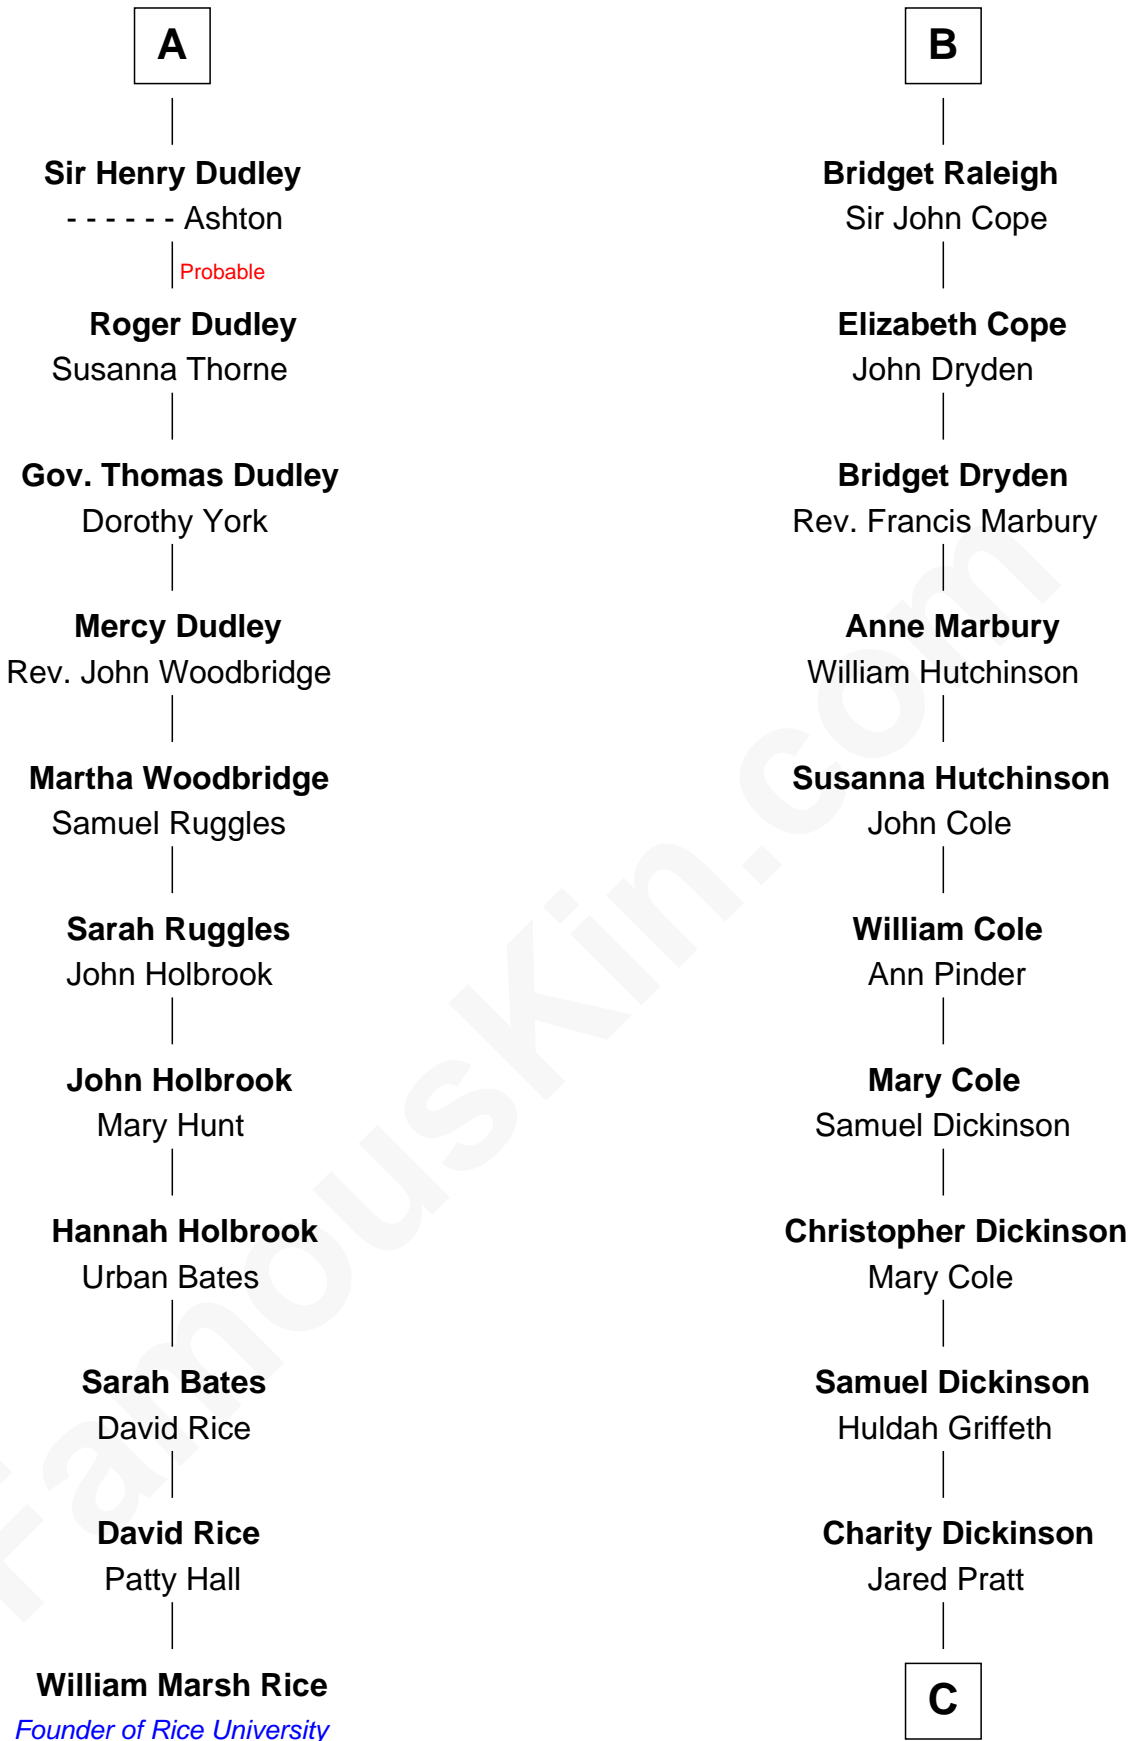 A
Sir Henry Dudley
- - - - - - Ashton
Probable
Roger Dudley
Susanna Thorne
Gov. Thomas Dudley
Dorothy York
Mercy Dudley
Rev. John Woodbridge
Martha Woodbridge
Samuel Ruggles
Sarah Ruggles
John Holbrook
John Holbrook
Mary Hunt
Hannah Holbrook
Urban Bates
Sarah Bates
David Rice
David Rice
Patty Hall
William Marsh Rice
Founder of Rice University
B
Bridget Raleigh
Sir John Cope
Elizabeth Cope
John Dryden
Bridget Dryden
Rev. Francis Marbury
Anne Marbury
William Hutchinson
Susanna Hutchinson
John Cole
William Cole
Ann Pinder
Mary Cole
Samuel Dickinson
Christopher Dickinson
Mary Cole
Samuel Dickinson
Huldah Griffeth
Charity Dickinson
Jared Pratt
C
FamousKin.com